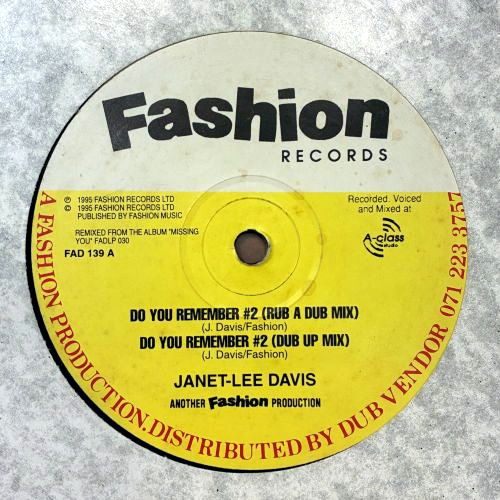 Fashion
RECORDS
℗ 1995 FASHION RECORDS LTD
© 1995 FASHION RECORDS LTD
PUBLISHED BY FASHION MUSIC
REMIXED FROM THE ALBUM "MISSING
YOU" FADLP 030
FAD 139 A
Recorded. Voiced
and Mixed at
A-class
studio
DO YOU REMEMBER #2 (RUB A DUB MIX)
(J. Davis/Fashion)
DO YOU REMEMBER #2 (DUB UP MIX)
(J. Davis/Fashion)
JANET-LEE DAVIS
ANOTHER Fashion PRODUCTION
A FASHION PRODUCTION.DISTRIBUTED BY DUB VENDOR 071 223 3757